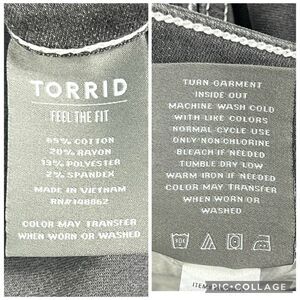 TORRID
FEEL THE FIT
65% COTTON
20% RAYON
13% POLYESTER
2% SPANDEX
MADE IN VIETNAM
RN#148862
COLOR MAY TRANSFER
WHEN WORN OR WASHED
TURN GARMENT
INSIDE OUT
MACHINE WASH COLD
WITH LIKE COLORS
NORMAL CYCLE USE
ONLY NON-CHLORINE
BLEACH IF NEEDED
TUMBLE DRY LOW
WARM IRON IF NEEDED
COLOR MAY TRANSFER
WHEN WORN OR
WASHED
ITEM
PIC•COLLAGE